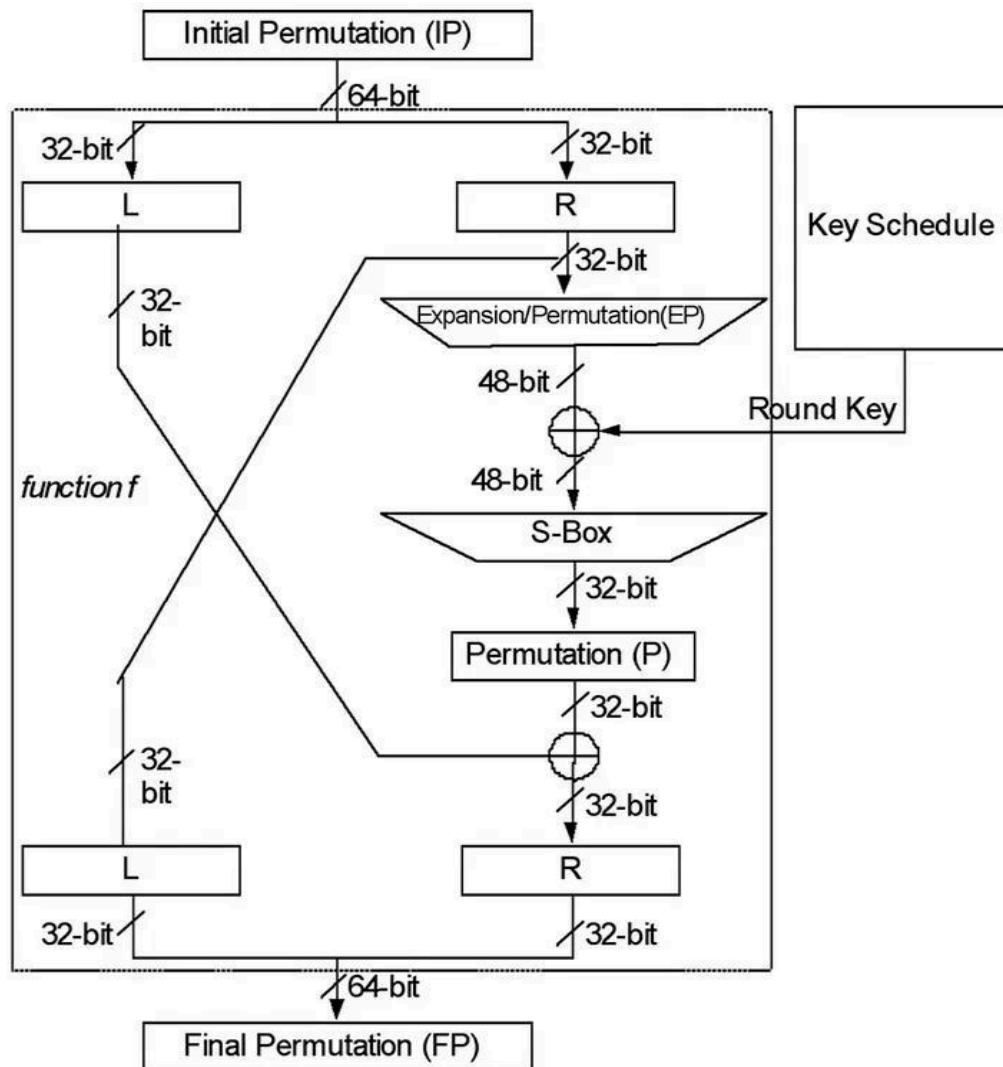 Initial Permutation (IP)
64-bit
32-bit
32-bit
L
R
Key Schedule
32-bit
32-
bit
Expansion/Permutation(EP)
48-bit
Round Key
48-bit
function f
S-Box
32-bit
Permutation (P)
32-bit
32-
bit
32-bit
L
R
32-bit
32-bit
64-bit
Final Permutation (FP)